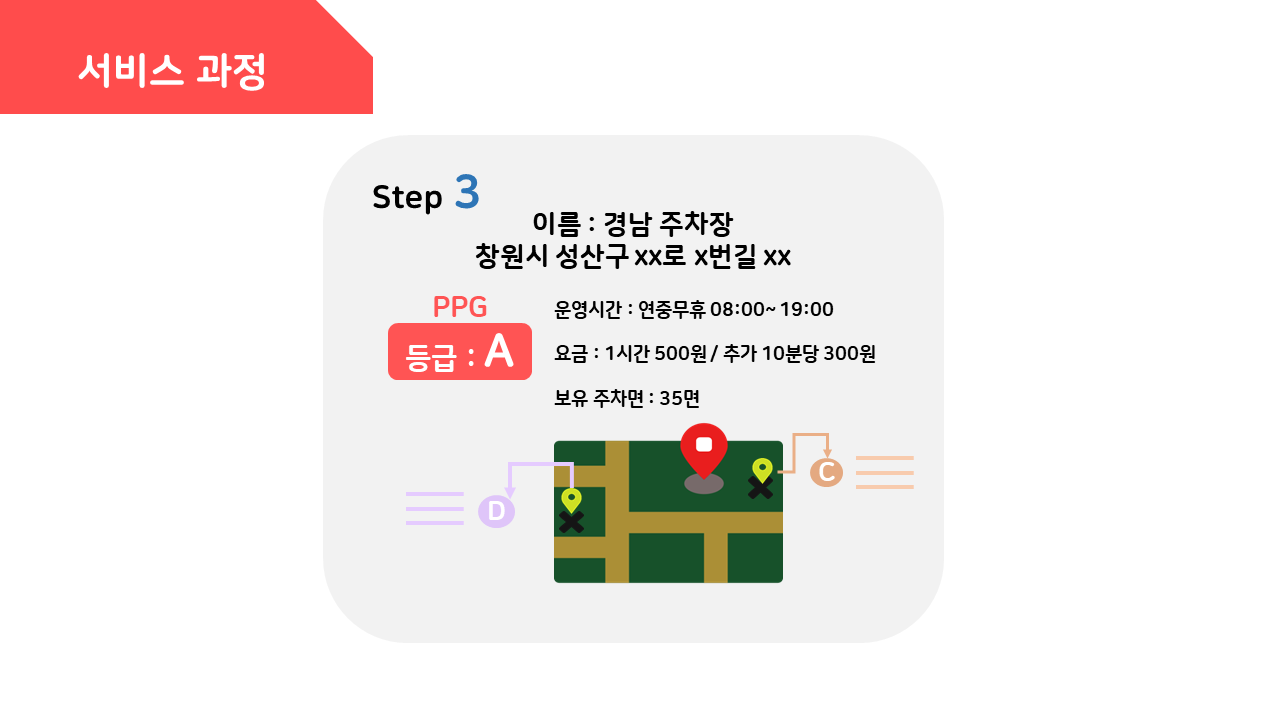 서비스 과정
Step 3
이름 : 경남 주차장
창원시 성산구 xx로 x번길 xx
PPG
등급 : A
운영시간 : 연중무휴 08:00~ 19:00
요금 : 1시간 500원 / 추가 10분당 300원
보유 주차면 : 35면
D
C